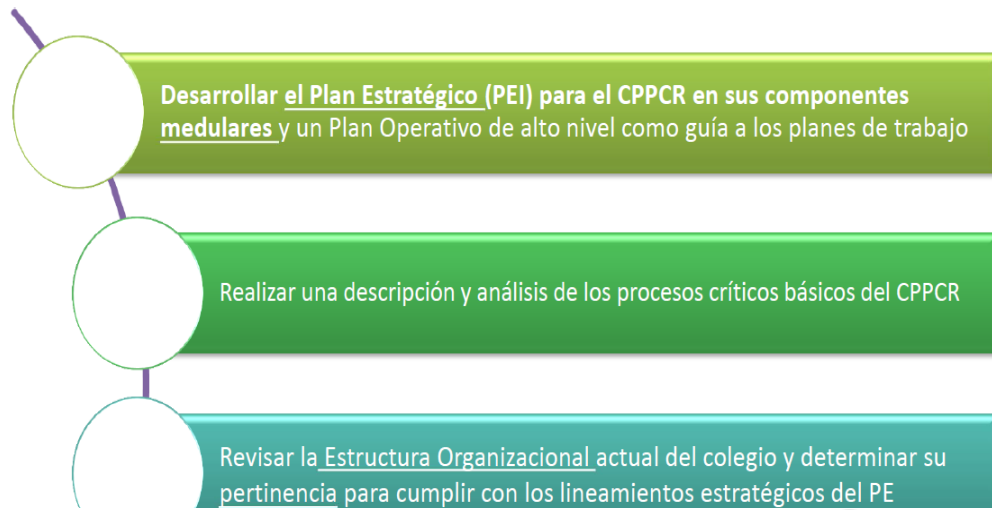 Desarrollar el Plan Estratégico (PEI) para el CPPCR en sus componentes
medulares y un Plan Operativo de alto nivel como guía a los planes de trabajo
Realizar una descripción y análisis de los procesos críticos básicos del CPPCR
Revisar la Estructura Organizacional actual del colegio y determinar su
pertinencia para cumplir con los lineamientos estratégicos del PE